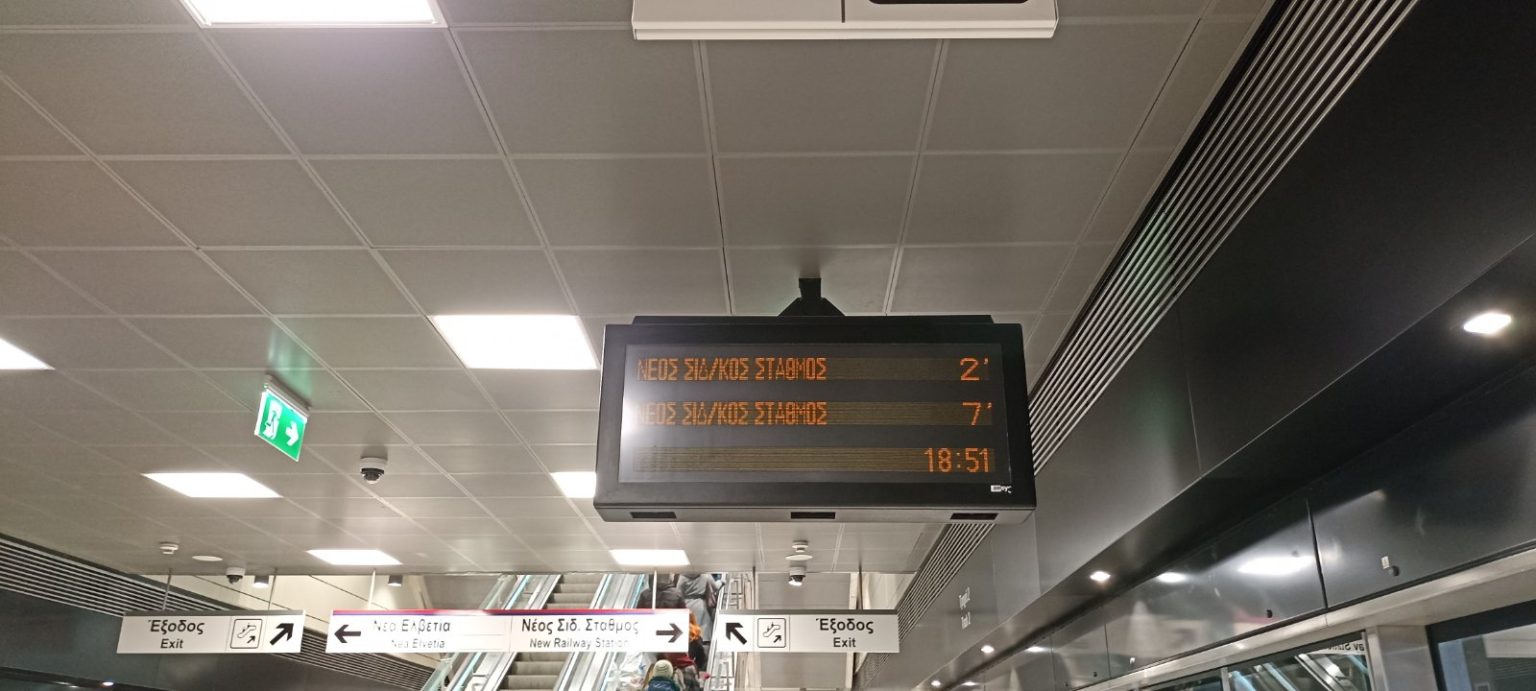 ΝΕΟΣ ΣΙΔ/ΚΟΣ ΣΤΑΘΜΟΣ 2'
ΝΕΟΣ ΣΙΔ/ΚΟΣ ΣΤΑΘΜΟΣ 7'
18:51
Έξοδος
Exit
Νέα Ελβετία
Nea Elvetia
Νέος Σιδ. Σταθμός
New Railway Station
Έξοδος
Exit